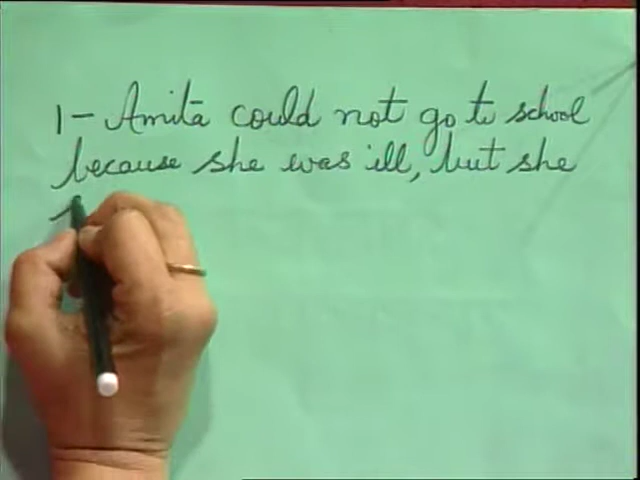 1- Amita could not go to school
because she was ill, but she